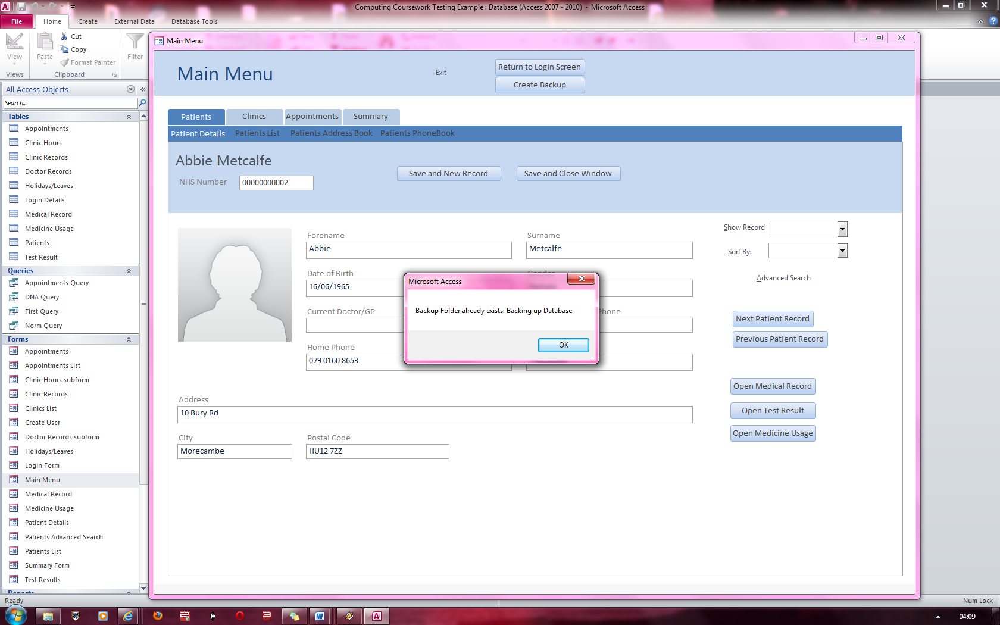 Computing Coursework Testing Example : Database (Access 2007 - 2010) - Microsoft Access
File
Home
Create
External Data
Database Tools
View
Views
Paste
Cut
Copy
Format Painter
Clipboard
Filter
All Access Objects
Search...
Tables
Appointments
Clinic Hours
Clinic Records
Doctor Records
Holidays/Leaves
Login Details
Medical Record
Medicine Usage
Patients
Test Result
Queries
Appointments Query
DNA Query
First Query
Norm Query
Forms
Appointments
Appointments List
Clinic Hours subform
Clinic Records
Clinics List
Create User
Doctor Records subform
Holidays/Leaves
Login Form
Main Menu
Medical Record
Medicine Usage
Patient Details
Patients Advanced Search
Patients List
Summary Form
Test Results
Reports
Main Menu
Main Menu
Exit
Return to Login Screen
Create Backup
Patients
Clinics
Appointments
Summary
Patient Details
Patients List
Patients Address Book
Patients PhoneBook
Abbie Metcalfe
NHS Number
00000000002
Save and New Record
Save and Close Window
Forename
Abbie
Surname
Metcalfe
Date of Birth
16/06/1965
Gender
Current Doctor/GP
Phone
Home Phone
079 0160 8653
Address
10 Bury Rd
City
Morecambe
Postal Code
HU12 7ZZ
Show Record
Sort By:
Advanced Search
Next Patient Record
Previous Patient Record
Open Medical Record
Open Test Result
Open Medicine Usage
Microsoft Access
Backup Folder already exists: Backing up Database
OK
Ready
Num Lock
04:09